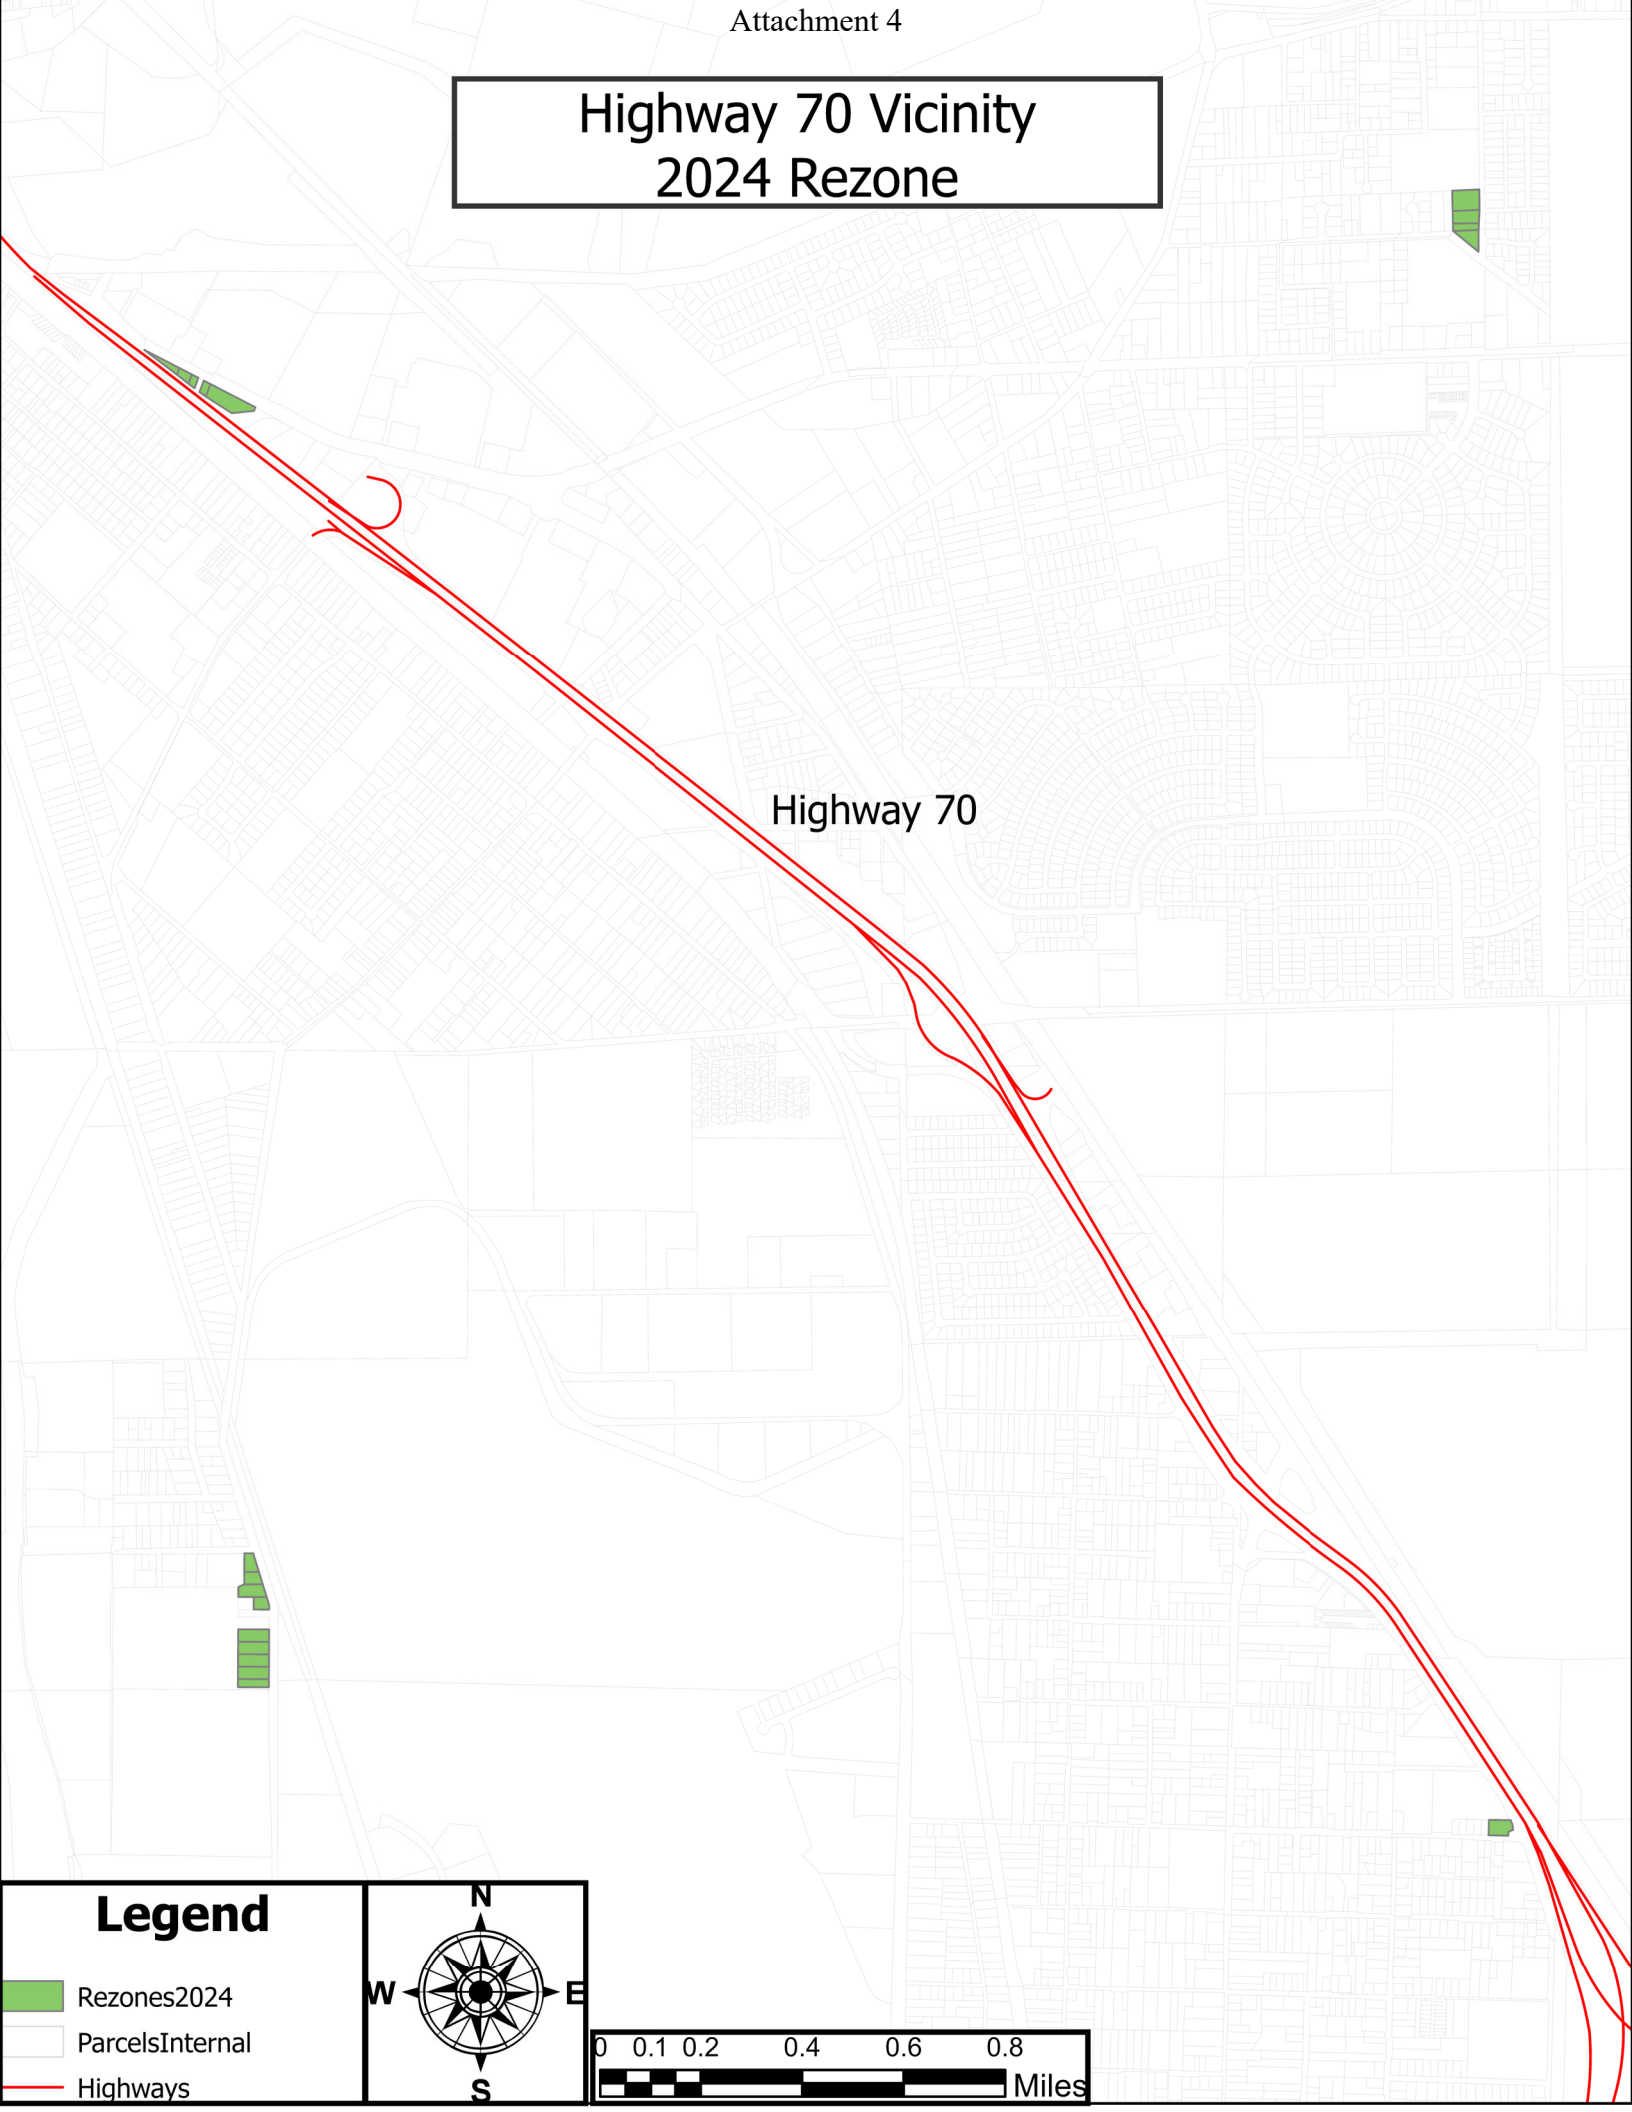 Attachment 4
Highway 70 Vicinity
2024 Rezone
Highway 70
Legend
Rezones2024
ParcelsInternal
Highways
N
W
E
S
0 0.1 0.2 0.4 0.6 0.8
Miles